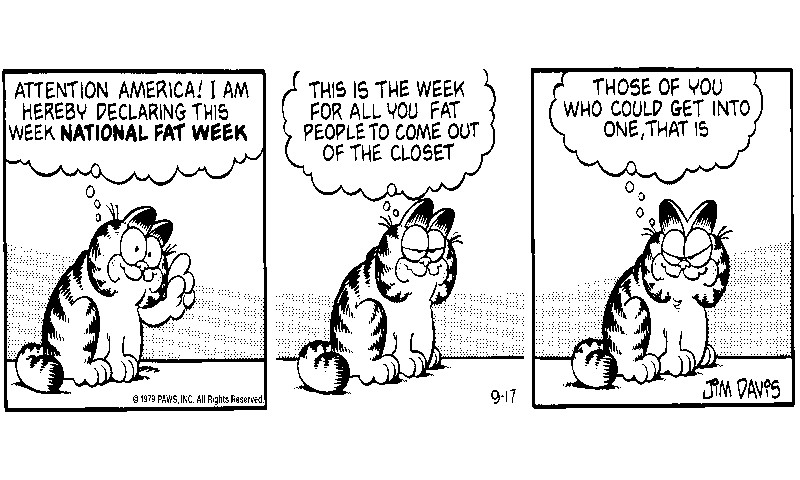 ATTENTION AMERICA! I AM
HEREBY DECLARING THIS
WEEK NATIONAL FAT WEEK
© 1979 PAWS, INC. All Rights Reserved.
THIS IS THE WEEK
FOR ALL YOU FAT
PEOPLE TO COME OUT
OF THE CLOSET
9-17
THOSE OF YOU
WHO COULD GET INTO
ONE, THAT IS
JIM DAVIS